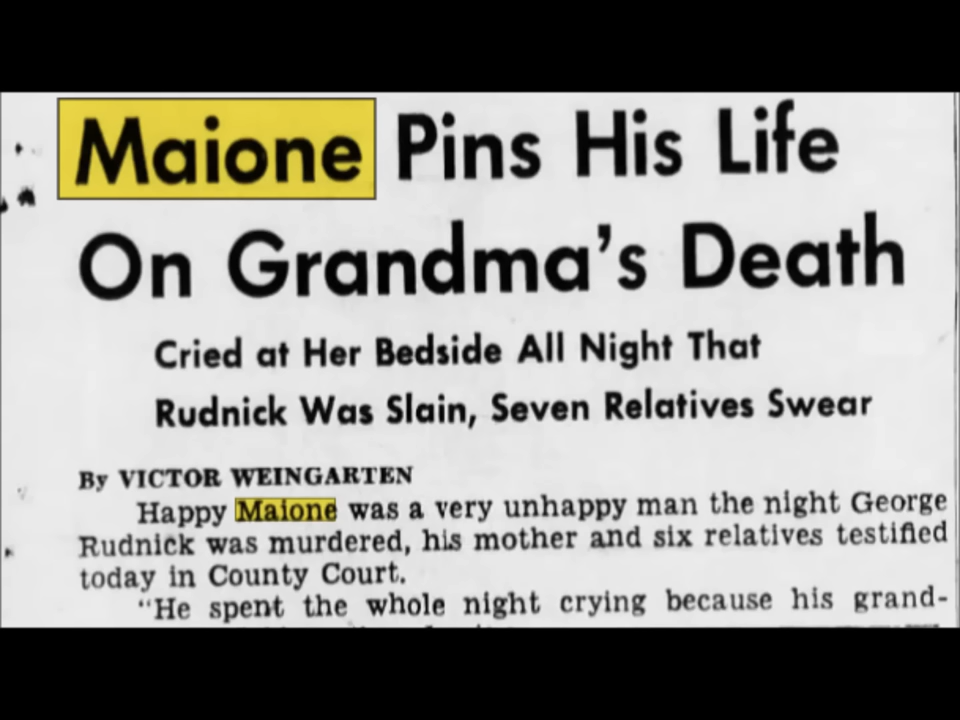 Maione Pins His Life
On Grandma's Death
Cried at Her Bedside All Night That
Rudnick Was Slain, Seven Relatives Swear
By VICTOR WEINGARTEN
Happy Maione was a very unhappy man the night George
Rudnick was murdered, his mother and six relatives testified
today in County Court.
"He spent the whole night crying because his grand-